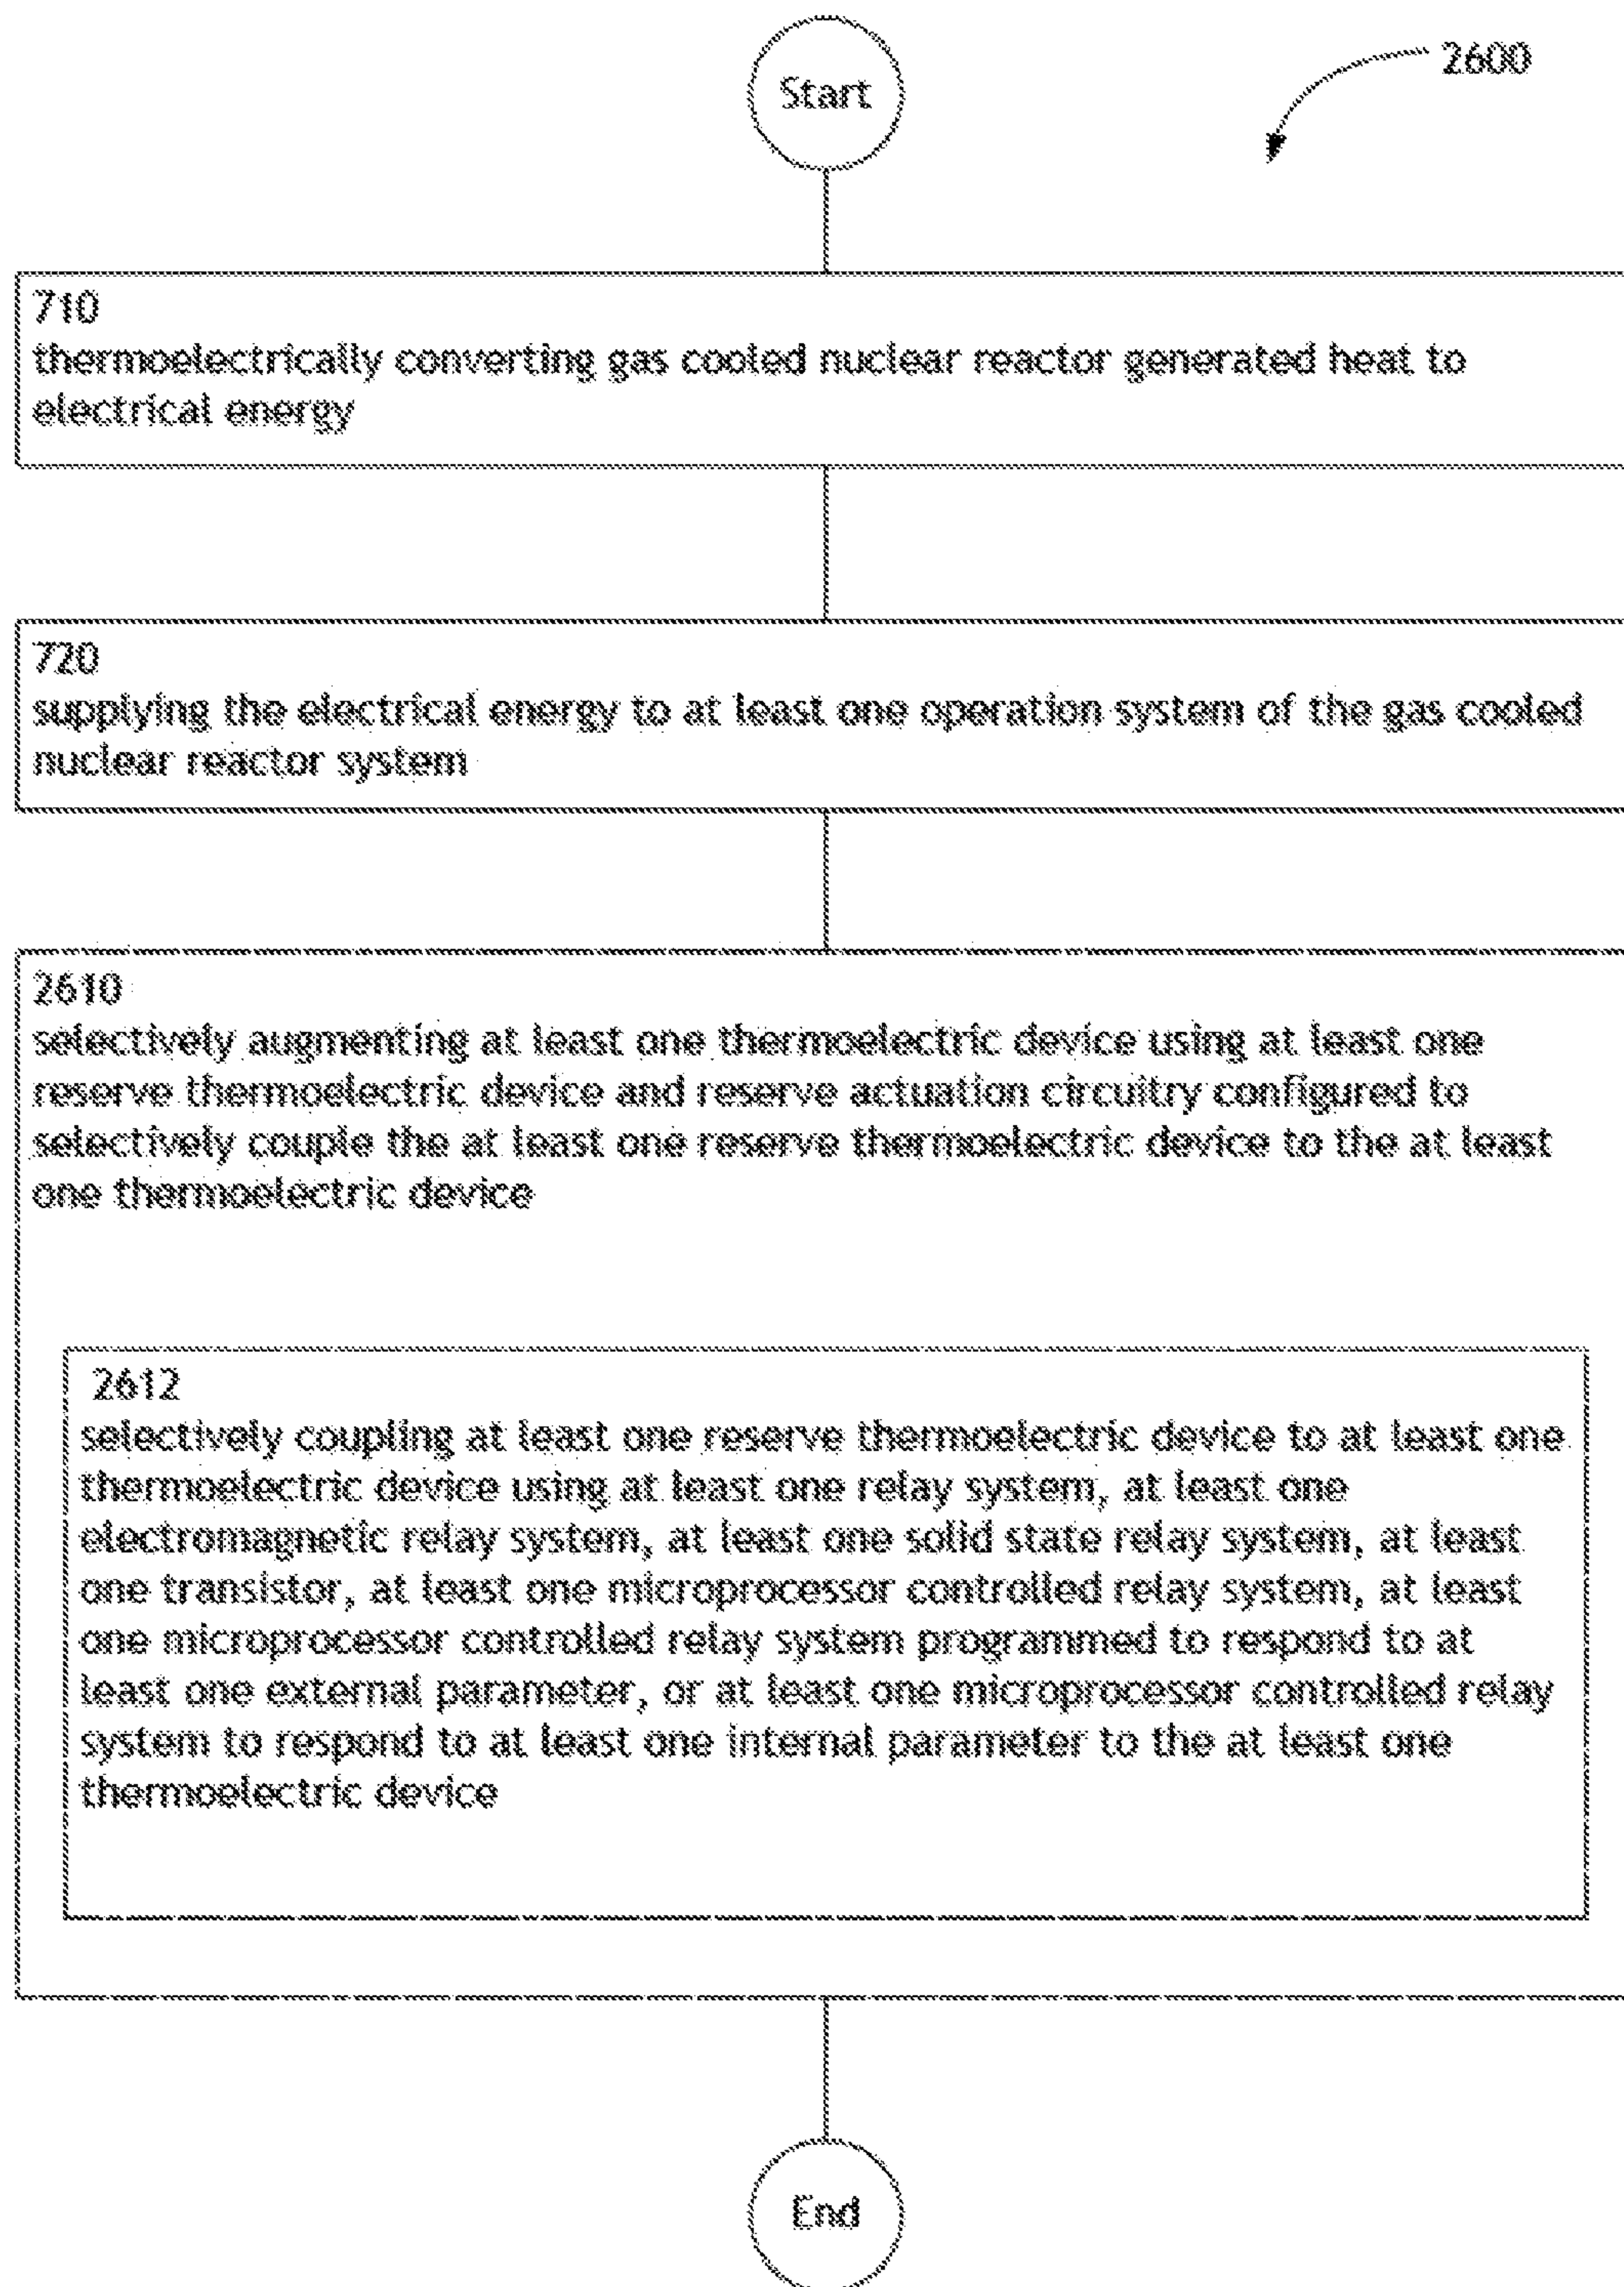 Start
2600
710
thermoelectrically converting gas cooled nuclear reactor generated heat to
electrical energy
720
supplying the electrical energy to at least one operation system of the gas cooled
nuclear reactor system
2610
selectively augmenting at least one thermoelectric device using at least one
reserve thermoelectric device and reserve actuation circuitry configured to
selectively couple the at least one reserve thermoelectric device to the at least
one thermoelectric device
2612
selectively coupling at least one reserve thermoelectric device to at least one
thermoelectric device using at least one relay system, at least one
electromagnetic relay system, at least one solid state relay system, at least
one transistor, at least one microprocessor controlled relay system, at least
one microprocessor controlled relay system programmed to respond to at
least one external parameter, or at least one microprocessor controlled relay
system to respond to at least one internal parameter to the at least one
thermoelectric device
End